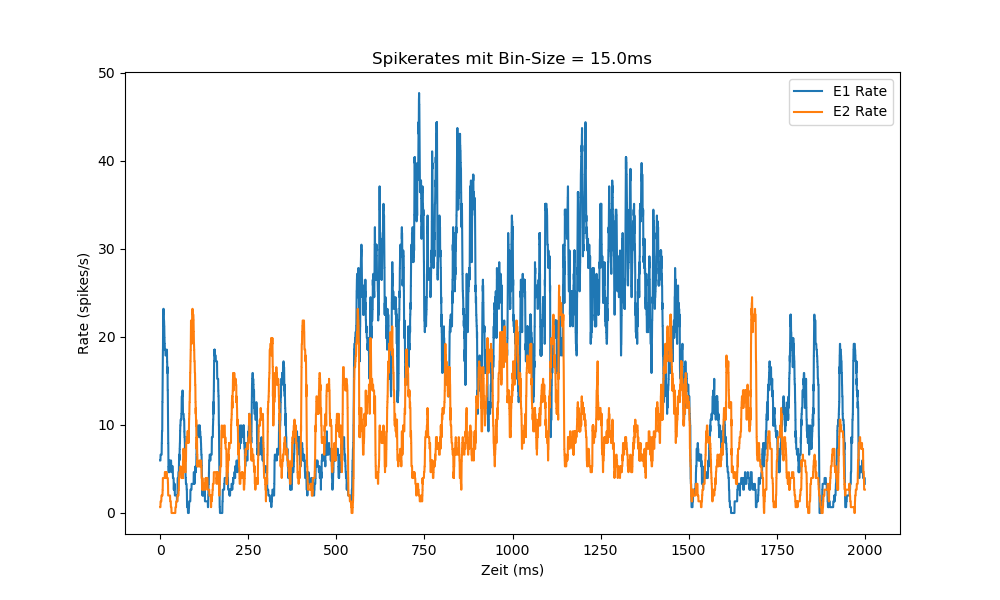 Spikerates mit Bin-Size = 15.0ms
E1 Rate
E2 Rate
Rate (spikes/s)
50
40
30
20
10
0
0 250 500 750 1000 1250 1500 1750 2000
Zeit (ms)